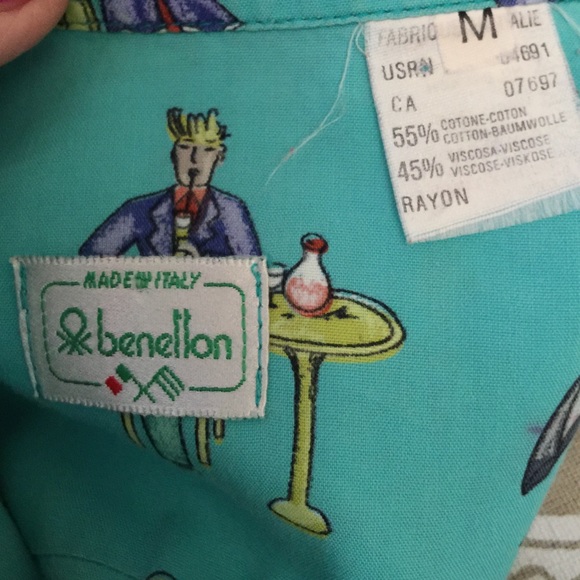 FABRIC M ALIE
USRN 04691
CA 07697
55% COTONE-COTON
COTTON-BAUMWOLLE
45% VISCOSA-VISCOSE
VISCOSE-VISKOSE
RAYON
MADE IN ITALY
benetton